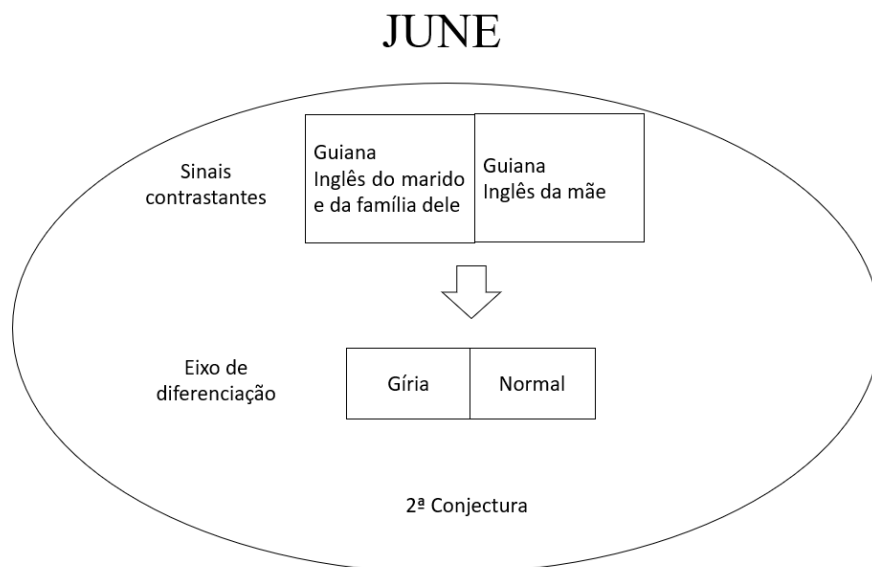 JUNE
Sinais
contrastantes
Guiana
Inglês do marido
e da família dele
Guiana
Inglês da mãe
Eixo de
diferenciação
Gíria
Normal
2ª Conjectura